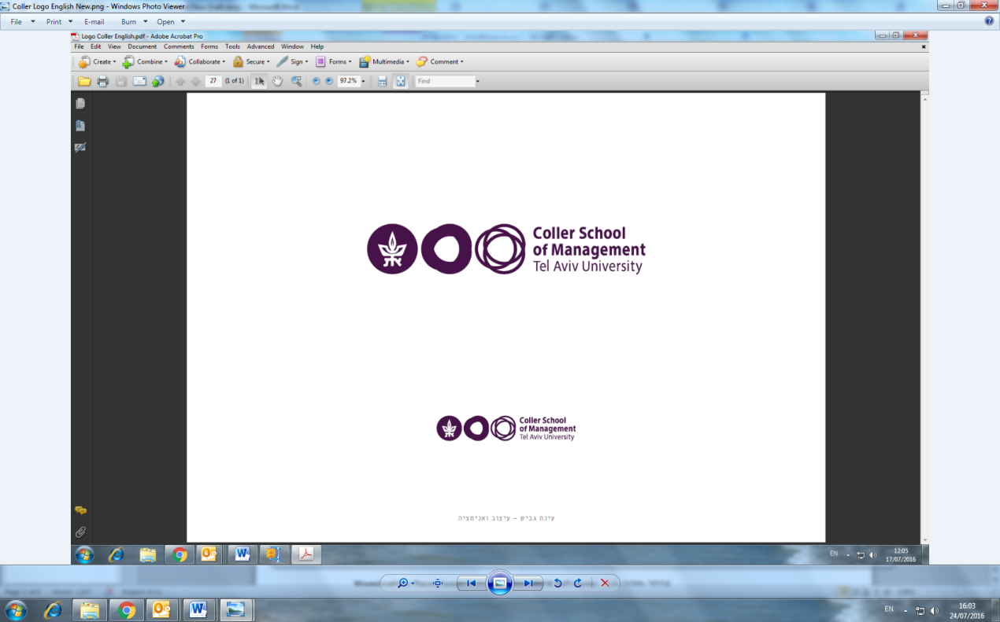 Coller Logo English New.png - Windows Photo Viewer
File Print E-mail Burn Open
Logo Coller English.pdf - Adobe Acrobat Pro
File Edit View Document Comments Forms Tools Advanced Window Help
Create Combine Collaborate Secure Sign Forms Multimedia Comment
27 (1 of 1) 97.2% Find
את
Coller School
of Management
Tel Aviv University
את
Coller School
of Management
Tel Aviv University
עינת גביש – עיצוב ואנימציה
EN 12:05
17/07/2016
EN 16:03
24/07/2016